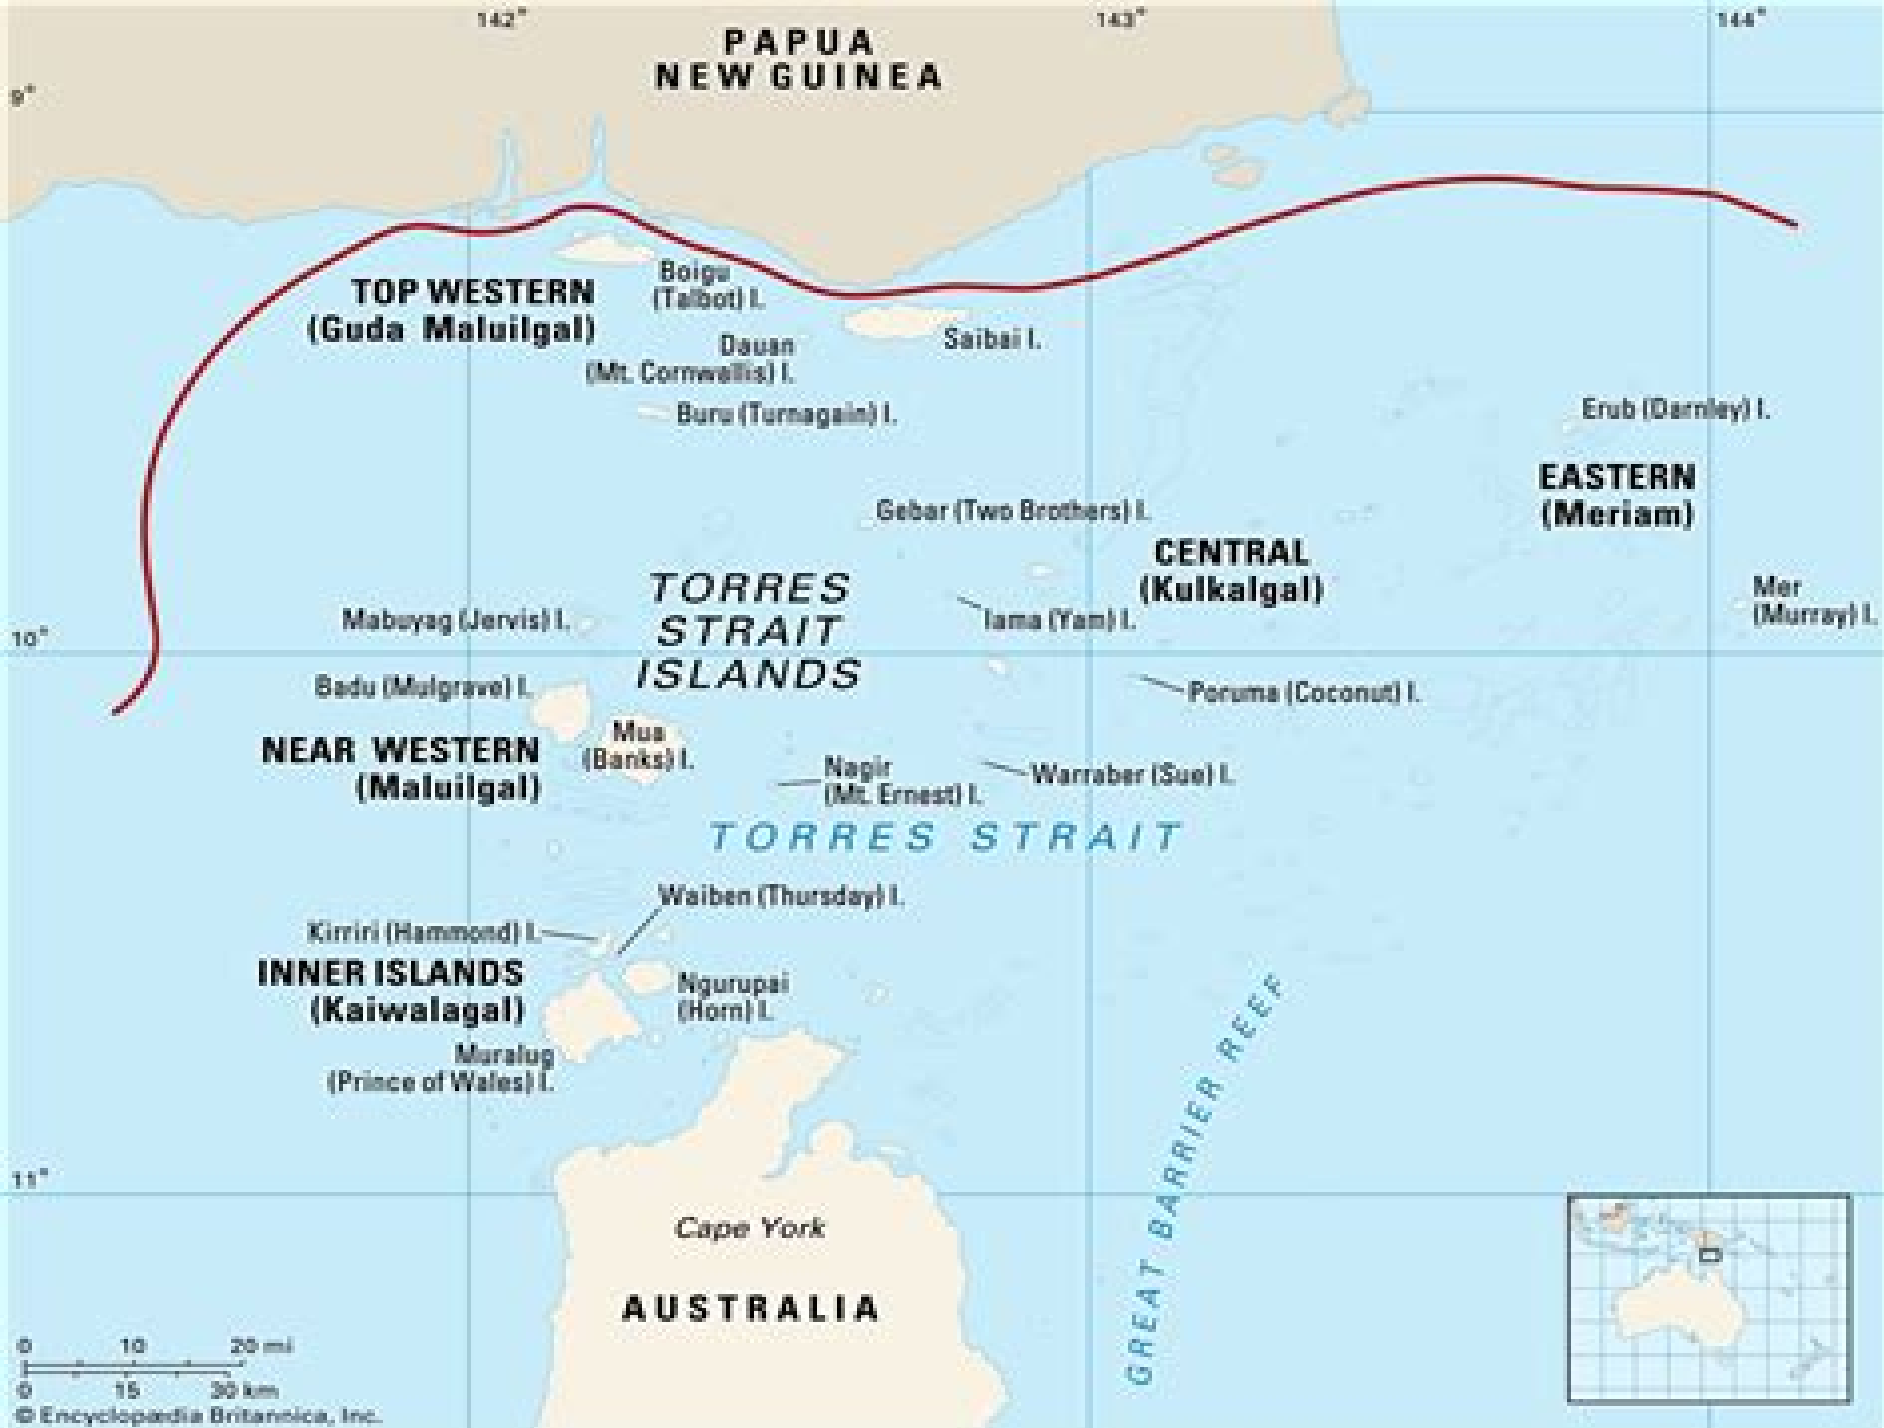 142°
143°
144°
PAPUA
NEW GUINEA
9°
Boigu
(Talbot) I.
TOP WESTERN
(Guda Maluilgal)
Saibai I.
Dauan
(Mt. Cornwallis) I.
Buru (Turnagain) I.
Erub (Darnley) I.
EASTERN
(Meriam)
Gebar (Two Brothers) I.
CENTRAL
(Kulkalgal)
TORRES
STRAIT
ISLANDS
Mer
(Murray) I.
Mabuyag (Jervis) I.
Iama (Yam) I.
10°
Badu (Mulgrave) I.
Poruma (Coconut) I.
Mua
(Banks) I.
NEAR WESTERN
(Maluilgal)
Nagir
(Mt. Ernest) I.
Warraber (Sue) I.
TORRES STRAIT
Waiben (Thursday) I.
Kirriri (Hammond) I.
INNER ISLANDS
(Kaiwalagal)
Ngurupai
(Horn) I.
Muralug
(Prince of Wales) I.
GREAT BARRIER REEF
11°
Cape York
AUSTRALIA
0 10 20 mi
0 15 30 km
© Encyclopædia Britannica, Inc.